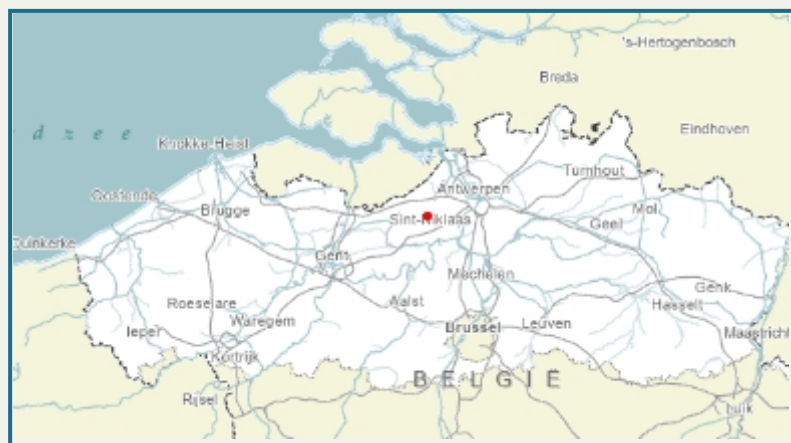 's-Hertogenbosch
Breda
d z e e
Eindhoven
Knokke-Heist
Turnhout
Antwerpen
Oostende
Brugge
Sint-Niklaas
Mol
Geel
Duinkerke
Gent
Mechelen
Genk
Roeselare
Aalst
Hasselt
Waregem
Brussel
Leuven
Ieper
Maastricht
Kortrijk
BELGIË
Rijsel
Luik